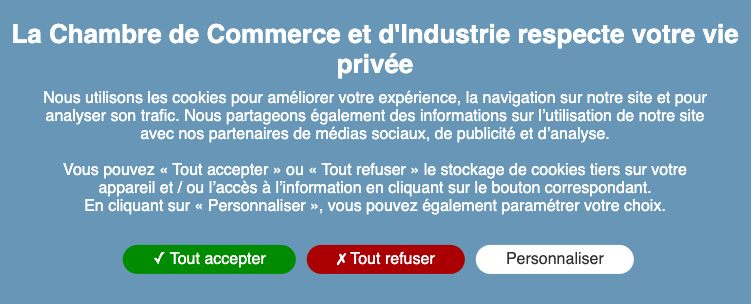 La Chambre de Commerce et d'Industrie respecte votre vie
privée
Nous utilisons les cookies pour améliorer votre expérience, la navigation sur notre site et pour
analyser son trafic. Nous partageons également des informations sur l’utilisation de notre site
avec nos partenaires de médias sociaux, de publicité et d’analyse.
Vous pouvez « Tout accepter » ou « Tout refuser » le stockage de cookies tiers sur votre
appareil et / ou l’accès à l’information en cliquant sur le bouton correspondant.
En cliquant sur « Personnaliser », vous pouvez également paramétrer votre choix.
✓ Tout accepter ✗ Tout refuser Personnaliser